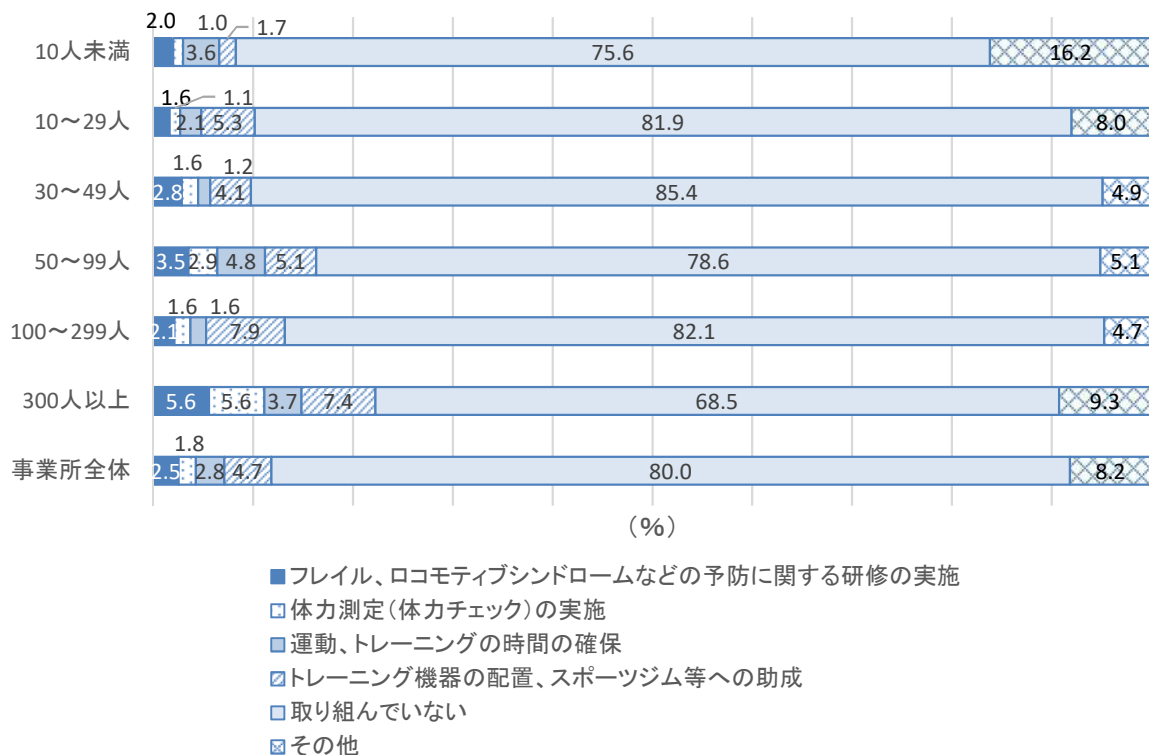 2.0 1.0 1.7
10人未満 3.6 75.6 16.2
1.6 1.1
10～29人 2.1 5.3 81.9 8.0
1.6 1.2
30～49人 2.8 4.1 85.4 4.9
50～99人 3.5 2.9 4.8 5.1 78.6 5.1
1.6 1.6
100～299人 2.1 7.9 82.1 4.7
300人以上 5.6 5.6 3.7 7.4 68.5 9.3
1.8
事業所全体 2.5 2.8 4.7 80.0 8.2
（％）
フレイル、ロコモティブシンドロームなどの予防に関する研修の実施
体力測定（体力チェック）の実施
運動、トレーニングの時間の確保
トレーニング機器の配置、スポーツジム等への助成
取り組んでいない
その他